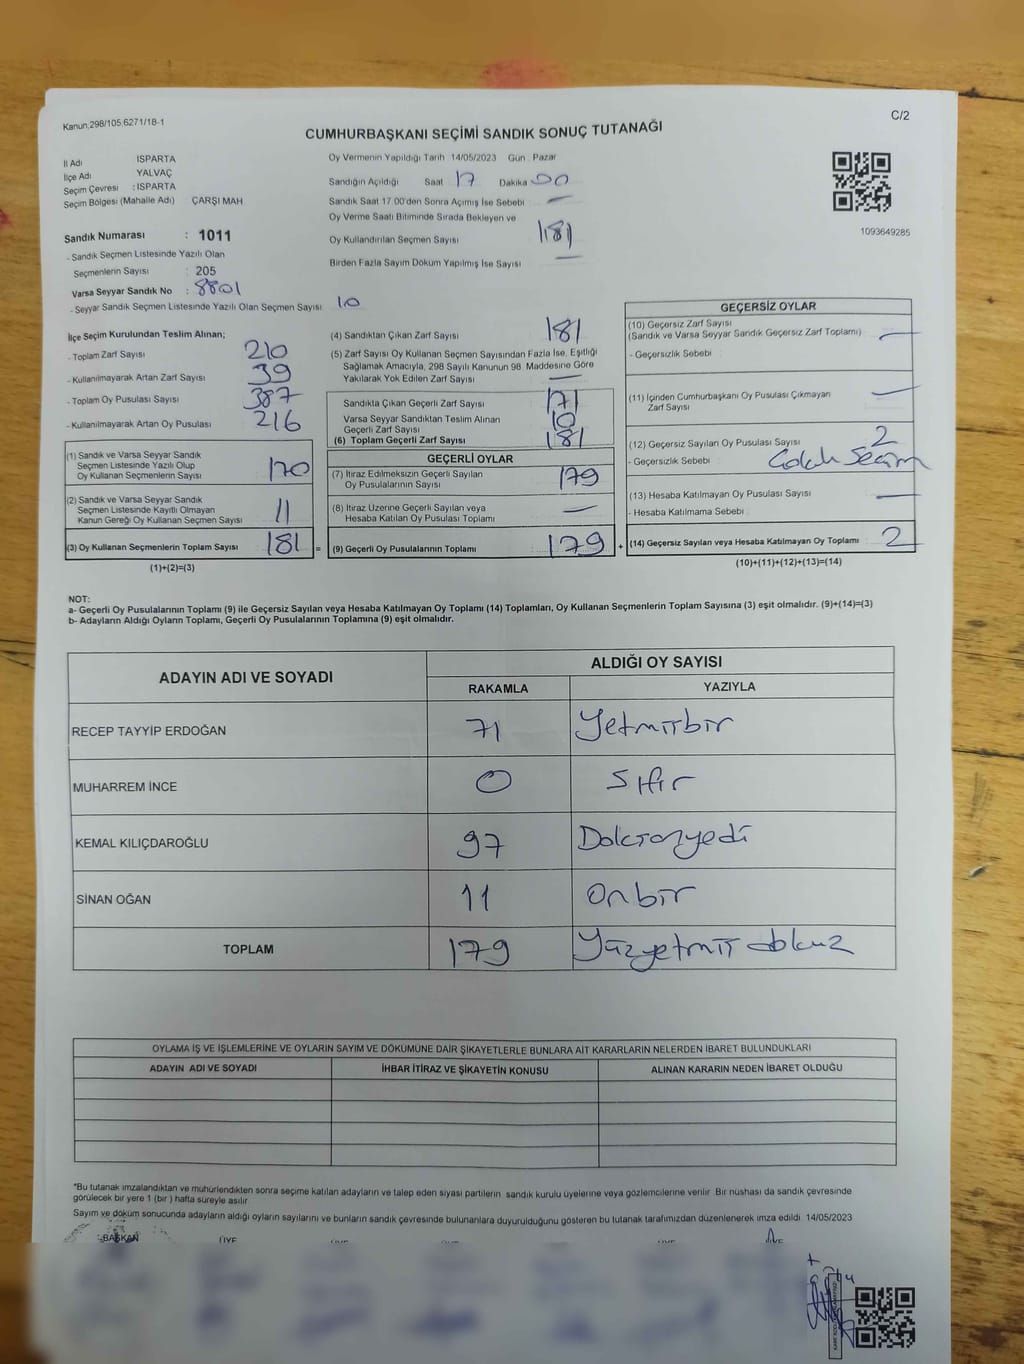 Kanun:298/105.6271/18-1
C/2
CUMHURBAŞKANI SEÇİMİ SANDIK SONUÇ TUTANAĞI
İl Adı ISPARTA
İlçe Adı YALVAÇ
Seçim Çevresi : ISPARTA
Seçim Bölgesi (Mahalle Adı) ÇARŞI MAH
Sandık Numarası : 1011
- Sandık Seçmen Listesinde Yazılı Olan
Seçmenlerin Sayısı : 205
Varsa Seyyar Sandık No : 8801
- Seyyar Sandık Seçmen Listesinde Yazılı Olan Seçmen Sayısı : 10
Oy Vermenin Yapıldığı Tarih 14/05/2023 Gün : Pazar
Sandığın Açıldığı Saat 17 Dakika 00
Sandık Saat 17.00'den Sonra Açımış İse Sebebi : —
Oy Verme Saati Bitiminde Sırada Bekleyen ve
Oy Kullandırılan Seçmen Sayısı 181
Birden Fazla Sayım Döküm Yapılmış İse Sayısı —
1093649285
İlçe Seçim Kurulundan Teslim Alınan;
- Toplam Zarf Sayısı 210
- Kullanılmayarak Artan Zarf Sayısı 39
- Toplam Oy Pusulası Sayısı 387
- Kullanılmayarak Artan Oy Pusulası 216
(1) Sandık ve Varsa Seyyar Sandık
Seçmen Listesinde Yazılı Olup
Oy Kullanan Seçmenlerin Sayısı 170
(2) Sandık ve Varsa Seyyar Sandık
Seçmen Listesinde Kayıtlı Olmayan
Kanun Gereği Oy Kullanan Seçmen Sayısı 11
(3) Oy Kullanan Seçmenlerin Toplam Sayısı 181 =
(1)+(2)=(3)
(4) Sandıktan Çıkan Zarf Sayısı 181
(5) Zarf Sayısı Oy Kullanan Seçmen Sayısından Fazla İse, Eşitliği
Sağlamak Amacıyla, 298 Sayılı Kanunun 98. Maddesine Göre
Yakılarak Yok Edilen Zarf Sayısı —
Sandıkta Çıkan Geçerli Zarf Sayısı 171
Varsa Seyyar Sandıktan Teslim Alınan
Geçerli Zarf Sayısı 10
(6) Toplam Geçerli Zarf Sayısı 181
GEÇERLİ OYLAR
(7) İtiraz Edilmeksizin Geçerli Sayılan
Oy Pusulalarının Sayısı 179
(8) İtiraz Üzerine Geçerli Sayılan veya
Hesaba Katılan Oy Pusulası Toplamı —
(9) Geçerli Oy Pusulalarının Toplamı 179 +
GEÇERSİZ OYLAR
(10) Geçersiz Zarf Sayısı
(Sandık ve Varsa Seyyar Sandık Geçersiz Zarf Toplamı) —
- Geçersizlik Sebebi
(11) İçinden Cumhurbaşkanı Oy Pusulası Çıkmayan
Zarf Sayısı —
(12) Geçersiz Sayılan Oy Pusulası Sayısı 2
- Geçersizlik Sebebi : Çoklu Seçim
(13) Hesaba Katılmayan Oy Pusulası Sayısı —
- Hesaba Katılmama Sebebi
(14) Geçersiz Sayılan veya Hesaba Katılmayan Oy Toplamı : 2
(10)+(11)+(12)+(13)=(14)
NOT:
a- Geçerli Oy Pusulalarının Toplamı (9) ile Geçersiz Sayılan veya Hesaba Katılmayan Oy Toplamı (14) Toplamları, Oy Kullanan Seçmenlerin Toplam Sayısına (3) eşit olmalıdır. (9)+(14)=(3)
b- Adayların Aldığı Oyların Toplamı, Geçerli Oy Pusulalarının Toplamına (9) eşit olmalıdır.
ADAYIN ADI VE SOYADI ALDIĞI OY SAYISI
RAKAMLA YAZIYLA
RECEP TAYYİP ERDOĞAN 71 Yetmişbir
MUHARREM İNCE 0 Sıfır
KEMAL KILIÇDAROĞLU 97 Doksanyedi
SİNAN OĞAN 11 Onbir
TOPLAM 179 Yüzyetmiş dokuz
OYLAMA İŞ VE İŞLEMLERİNE VE OYLARIN SAYIM VE DÖKÜMÜNE DAİR ŞİKAYETLERLE BUNLARA AİT KARARLARIN NELERDEN İBARET BULUNDUKLARI
ADAYIN ADI VE SOYADI İHBAR İTİRAZ VE ŞİKAYETİN KONUSU ALINAN KARARIN NEDEN İBARET OLDUĞU
*Bu tutanak imzalandıktan ve mühürlendikten sonra seçime katılan adayların ve talep eden siyasi partilerin sandık kurulu üyelerine veya gözlemcilerine verilir. Bir nüshası da sandık çevresinde
görülecek bir yere 1 (bir ) hafta süreyle asılır
Sayım ve döküm sonucunda adayların aldığı oyların sayılarını ve bunların sandık çevresinde bulunanlara duyurulduğunu gösteren bu tutanak tarafımızdan düzenlenerek imza edildi 14/05/2023
BAŞKAN ÜYE